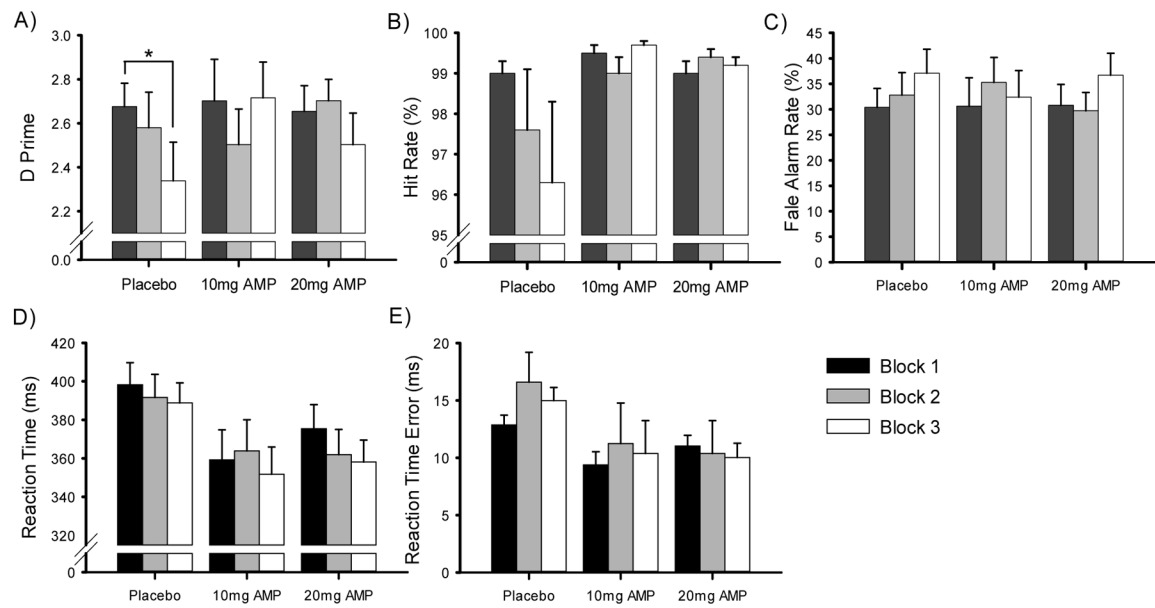 A)
D Prime
3.0
2.8
2.6
2.4
2.2
0.0
*
Placebo 10mg AMP 20mg AMP
B)
Hit Rate (%)
100
99
98
97
96
95
0
Placebo 10mg AMP 20mg AMP
C)
Fale Alarm Rate (%)
45
40
35
30
25
20
15
10
5
0
Placebo 10mg AMP 20mg AMP
D)
Reaction Time (ms)
420
400
380
360
340
320
0
Placebo 10mg AMP 20mg AMP
E)
Reaction Time Error (ms)
20
15
10
5
0
Placebo 10mg AMP 20mg AMP
Block 1
Block 2
Block 3